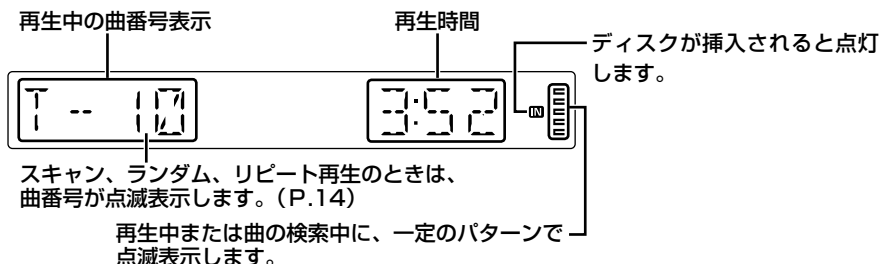 再生中の曲番号表示
再生時間
ディスクが挿入されると点灯
します。
T -- 10
3:52
IN
スキャン、ランダム、リピート再生のときは、
曲番号が点滅表示します。(P.14)
再生中または曲の検索中に、一定のパターンで
点滅表示します。